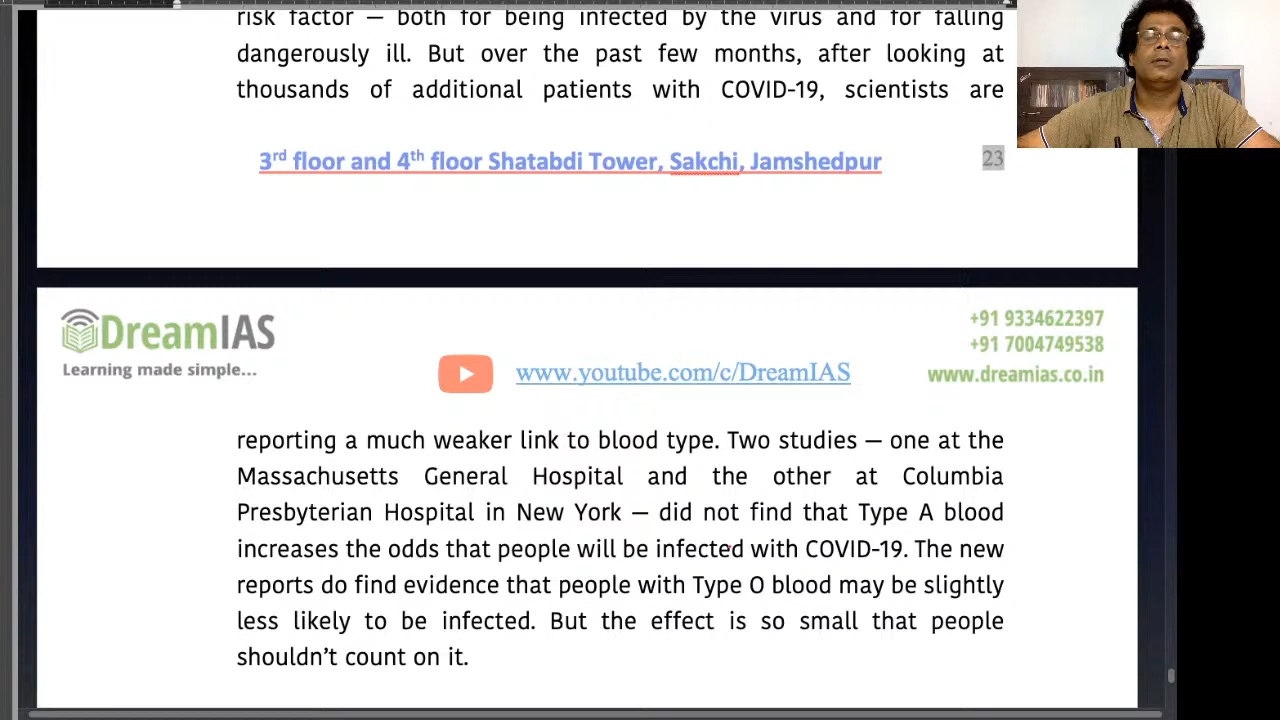 risk factor – both for being infected by the virus and for falling
dangerously ill. But over the past few months, after looking at
thousands of additional patients with COVID-19, scientists are
3rd floor and 4th floor Shatabdi Tower, Sakchi, Jamshedpur
23
DreamIAS
Learning made simple...
www.youtube.com/c/DreamIAS
+91 9334622397
+91 7004749538
www.dreamias.co.in
reporting a much weaker link to blood type. Two studies – one at the
Massachusetts General Hospital and the other at Columbia
Presbyterian Hospital in New York – did not find that Type A blood
increases the odds that people will be infected with COVID-19. The new
reports do find evidence that people with Type O blood may be slightly
less likely to be infected. But the effect is so small that people
shouldn't count on it.